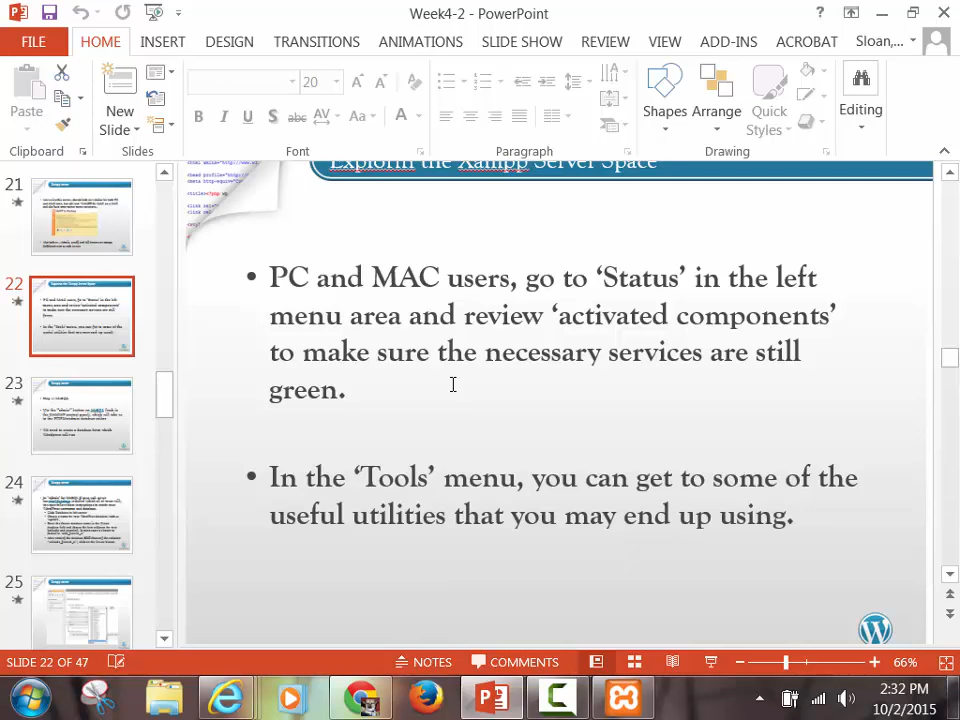 Week4-2 - PowerPoint
?
FILE
HOME
INSERT
DESIGN
TRANSITIONS
ANIMATIONS
SLIDE SHOW
REVIEW
VIEW
ADD-INS
ACROBAT
Sloan,...
Paste
New
Slide
20
B I U S abc AV Aa A
Shapes
Arrange
Quick
Styles
Editing
Clipboard
Slides
Font
Paragraph
Drawing
21
22
23
24
25
the Xampp Server Space
• PC and MAC users, go to ‘Status’ in the left
menu area and review ‘activated components’
to make sure the necessary services are still
green.
• In the ‘Tools’ menu, you can get to some of the
useful utilities that you may end up using.
SLIDE 22 OF 47
NOTES
COMMENTS
66%
2:32 PM
10/2/2015